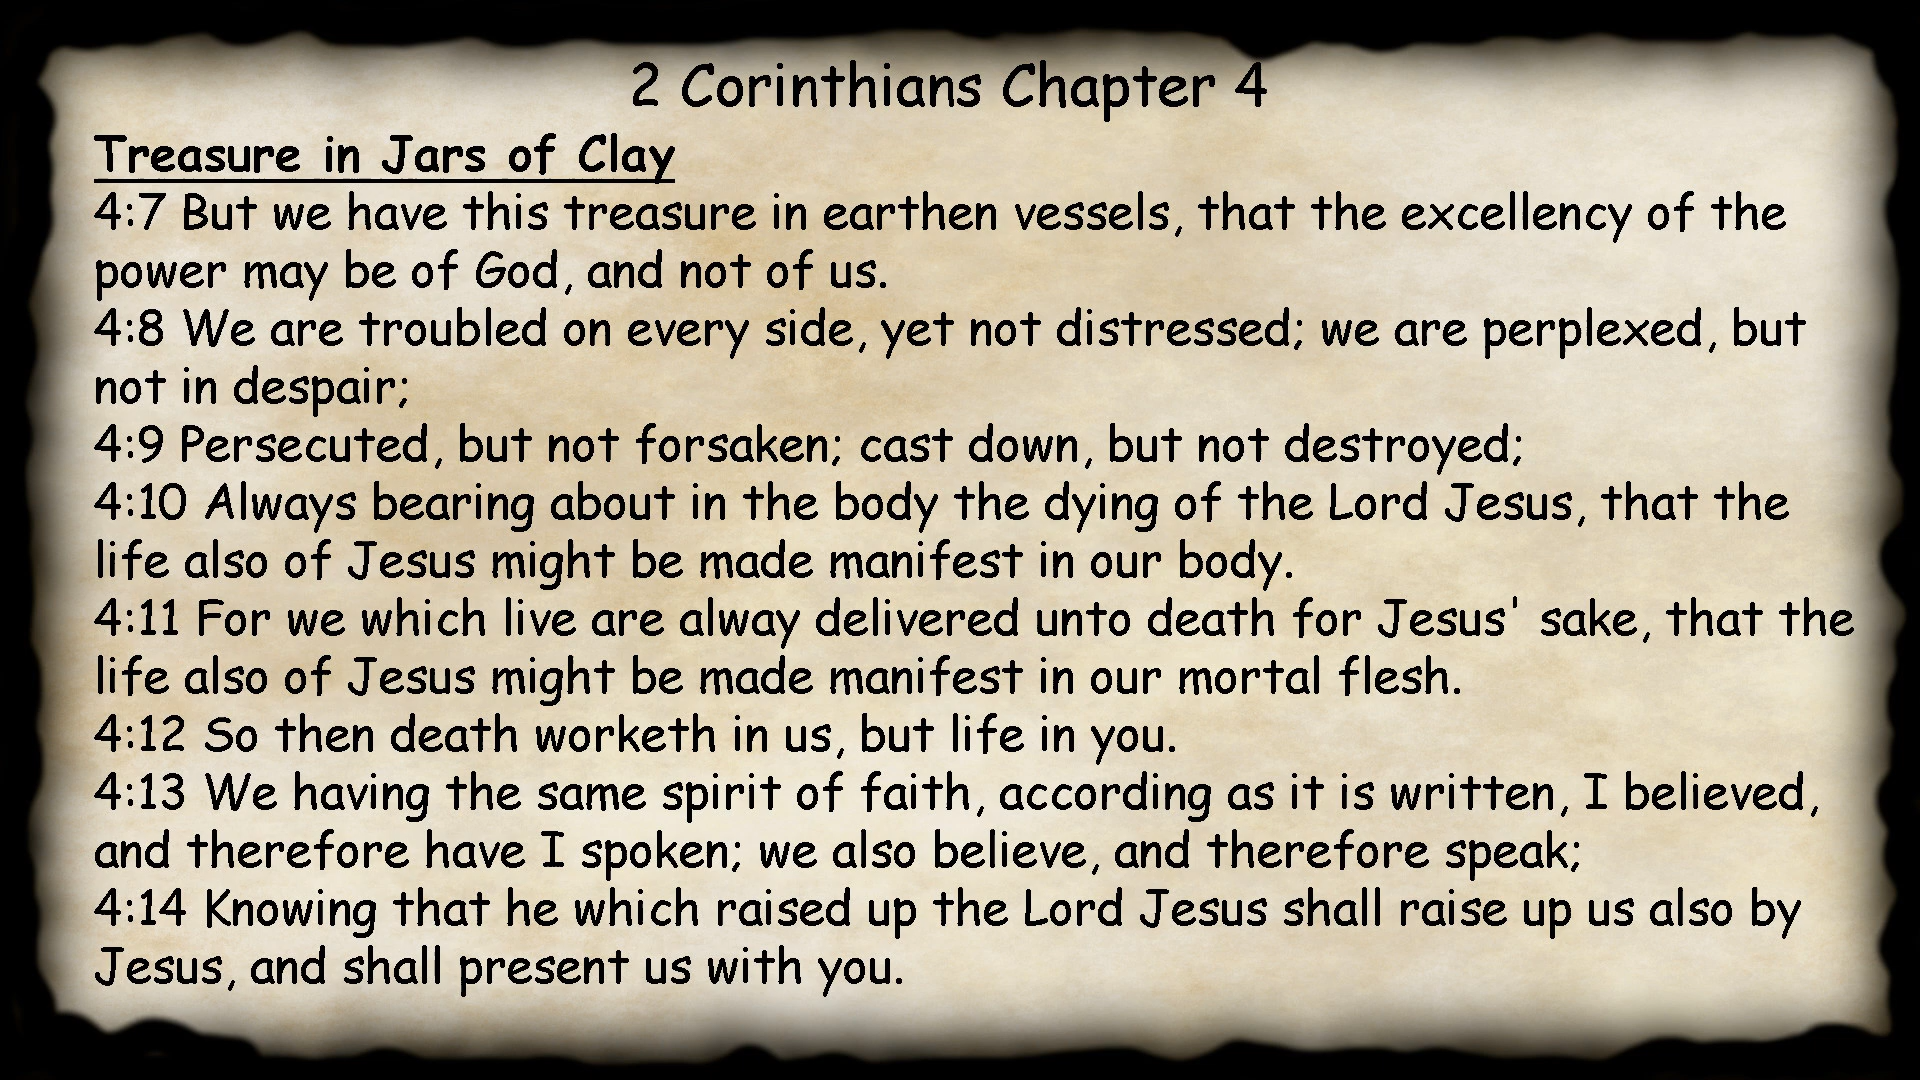 2 Corinthians Chapter 4
Treasure in Jars of Clay
4:7 But we have this treasure in earthen vessels, that the excellency of the
power may be of God, and not of us.
4:8 We are troubled on every side, yet not distressed; we are perplexed, but
not in despair;
4:9 Persecuted, but not forsaken; cast down, but not destroyed;
4:10 Always bearing about in the body the dying of the Lord Jesus, that the
life also of Jesus might be made manifest in our body.
4:11 For we which live are alway delivered unto death for Jesus' sake, that the
life also of Jesus might be made manifest in our mortal flesh.
4:12 So then death worketh in us, but life in you.
4:13 We having the same spirit of faith, according as it is written, I believed,
and therefore have I spoken; we also believe, and therefore speak;
4:14 Knowing that he which raised up the Lord Jesus shall raise up us also by
Jesus, and shall present us with you.